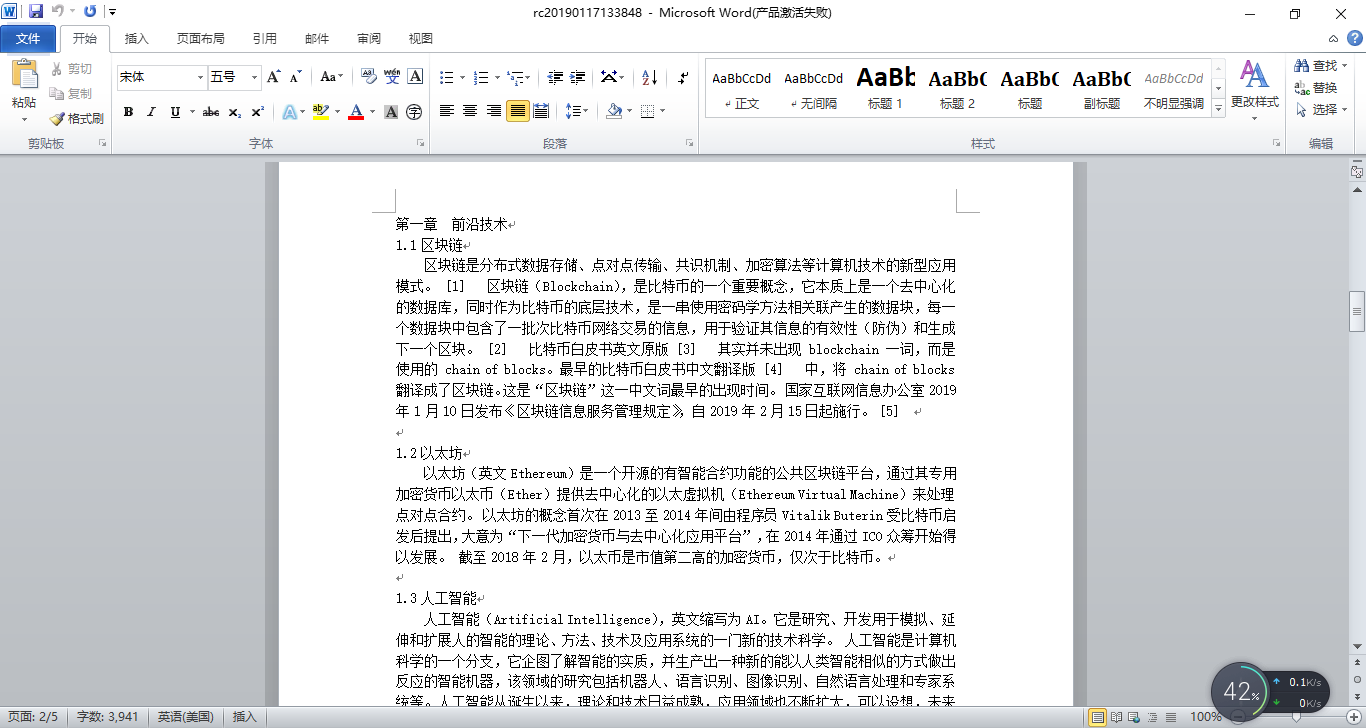 rc20190117133848 - Microsoft Word(产品激活失败)
文件 开始 插入 页面布局 引用 邮件 审阅 视图
粘贴 剪切 复制 格式刷
宋体 五号
AaBbCcDd AaBbCcDd AaBb AaBbC AaBbC AaBbC AaBbCcDd
正文 无间隔 标题 1 标题 2 标题 副标题 不明显强调 更改样式
查找 替换 选择
剪贴板 字体 段落 样式 编辑
第一章 前沿技术
1.1 区块链
区块链是分布式数据存储、点对点传输、共识机制、加密算法等计算机技术的新型应用
模式。 [1] 区块链（Blockchain），是比特币的一个重要概念，它本质上是一个去中心化
的数据库，同时作为比特币的底层技术，是一串使用密码学方法相关联产生的数据块，每一
个数据块中包含了一批次比特币网络交易的信息，用于验证其信息的有效性（防伪）和生成
下一个区块。 [2] 比特币白皮书英文原版 [3] 其实并未出现 blockchain 一词，而是
使用的 chain of blocks。最早的比特币白皮书中文翻译版 [4] 中，将 chain of blocks
翻译成了区块链。这是“区块链”这一中文词最早的出现时间。 国家互联网信息办公室 2019
年 1 月 10 日发布《区块链信息服务管理规定》，自 2019 年 2 月 15 日起施行。 [5]
1.2 以太坊
以太坊（英文 Ethereum）是一个开源的有智能合约功能的公共区块链平台，通过其专用
加密货币以太币（Ether）提供去中心化的以太虚拟机（Ethereum Virtual Machine）来处理
点对点合约。 以太坊的概念首次在 2013 至 2014 年间由程序员 Vitalik Buterin 受比特币启
发后提出，大意为“下一代加密货币与去中心化应用平台”，在 2014 年通过 ICO 众筹开始得
以发展。 截至 2018 年 2 月，以太币是市值第二高的加密货币，仅次于比特币。
1.3 人工智能
人工智能（Artificial Intelligence），英文缩写为 AI。它是研究、开发用于模拟、延
伸和扩展人的智能的理论、方法、技术及应用系统的一门新的技术科学。 人工智能是计算机
科学的一个分支，它企图了解智能的实质，并生产出一种新的能以人类智能相似的方式做出
反应的智能机器，该领域的研究包括机器人、语言识别、图像识别、自然语言处理和专家系
统等。人工智能从诞生以来，理论和技术日益成熟，应用领域也不断扩大，可以设想，未来
42% 0.1K/s
0K/s
页面: 2/5 字数: 3,941 英语(美国) 插入 100%